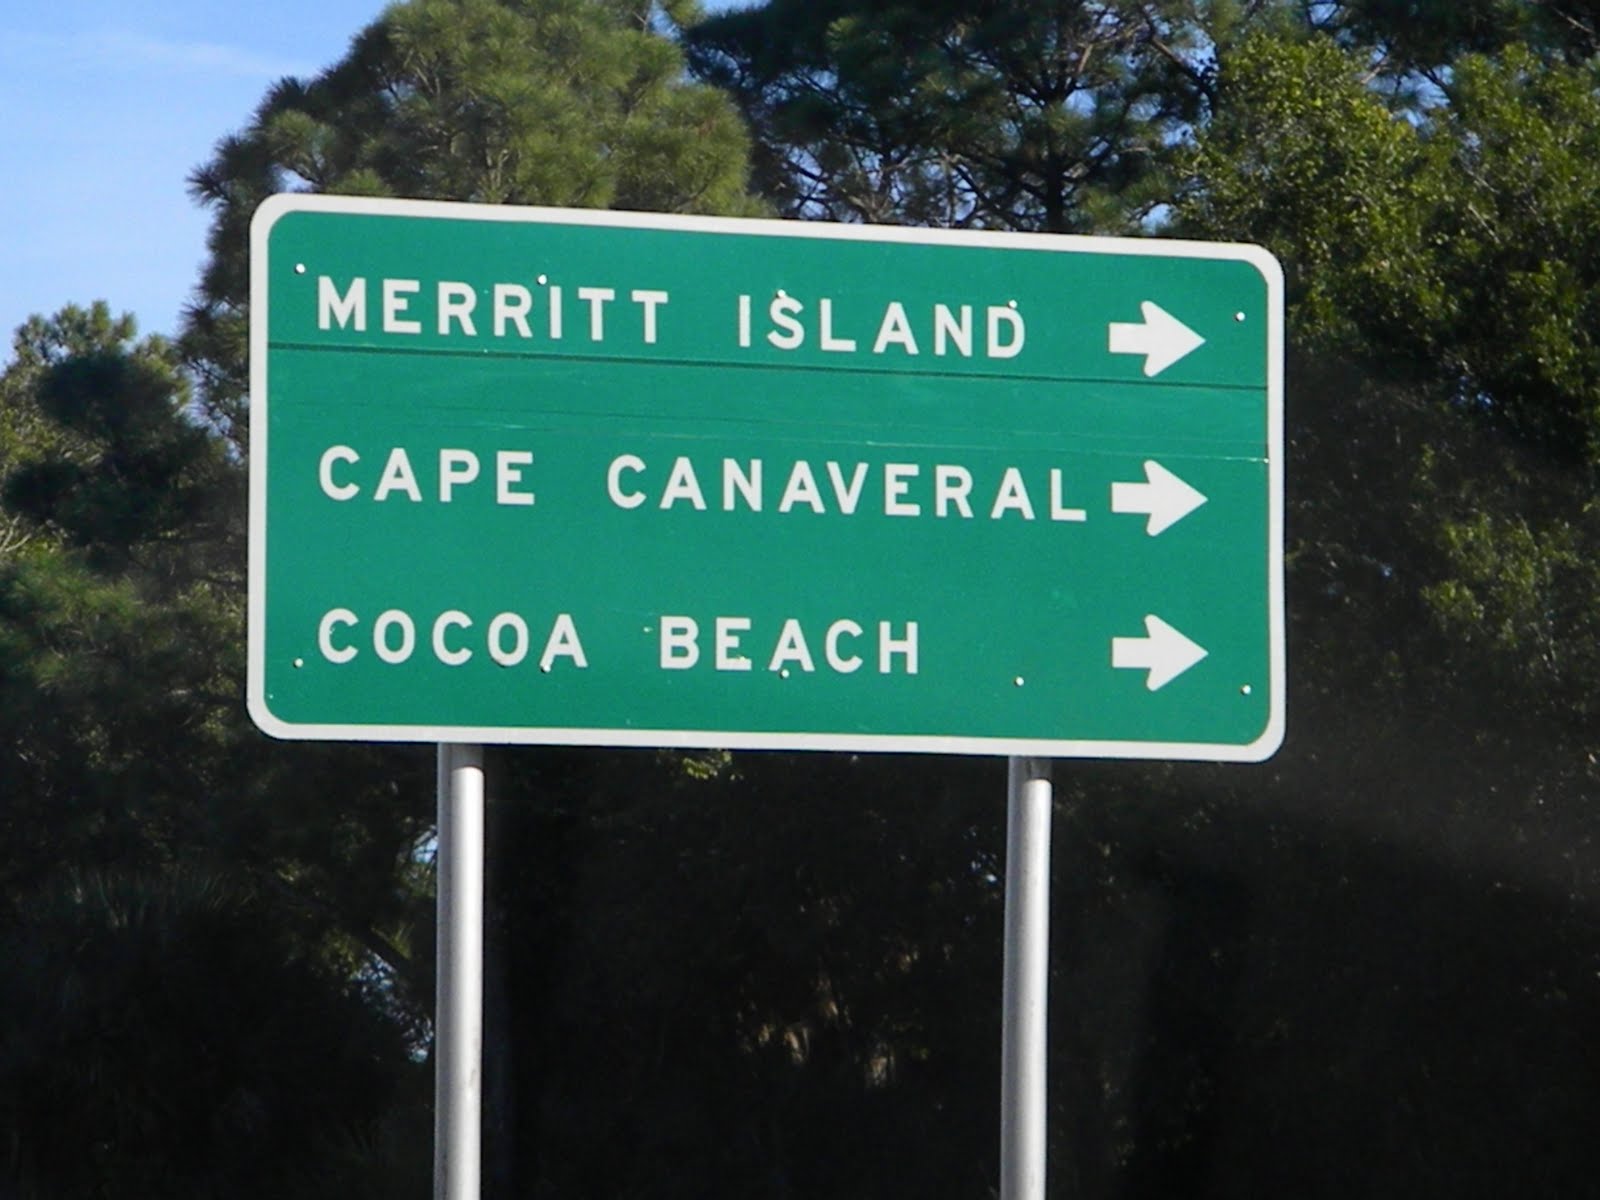 MERRITT ISLAND
CAPE CANAVERAL
COCOA BEACH